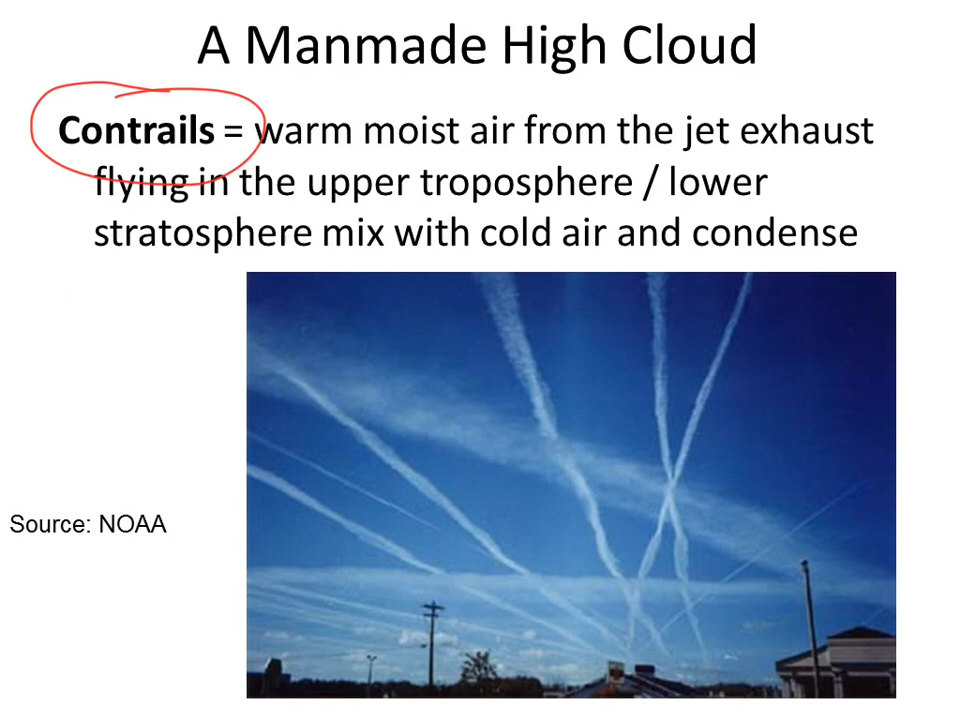 A Manmade High Cloud
Contrails = warm moist air from the jet exhaust
flying in the upper troposphere / lower
stratosphere mix with cold air and condense
Source: NOAA